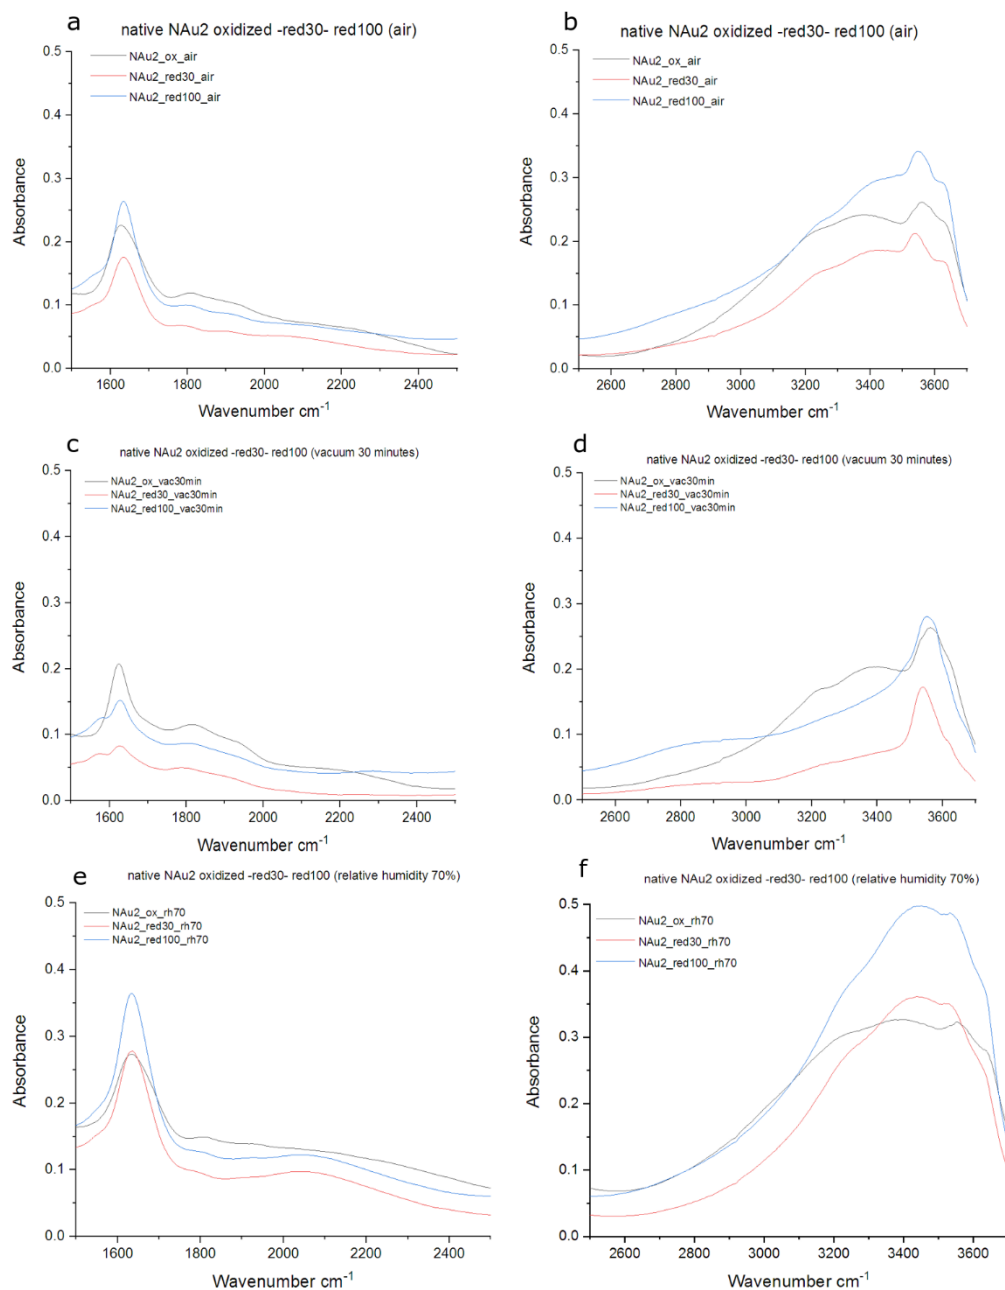 a
native NAu2 oxidized -red30- red100 (air)
0.5
0.4
0.3
0.2
0.1
0.0
NAu2_ox_air
NAu2_red30_air
NAu2_red100_air
Absorbance
1600 1800 2000 2200 2400
Wavenumber cm⁻¹
b
native NAu2 oxidized -red30- red100 (air)
0.5
0.4
0.3
0.2
0.1
0.0
NAu2_ox_air
NAu2_red30_air
NAu2_red100_air
Absorbance
2600 2800 3000 3200 3400 3600
Wavenumber cm⁻¹
c
native NAu2 oxidized -red30- red100 (vacuum 30 minutes)
0.5
0.4
0.3
0.2
0.1
0.0
NAu2_ox_vac30min
NAu2_red30_vac30min
NAu2_red100_vac30min
Absorbance
1600 1800 2000 2200 2400
Wavenumber cm⁻¹
d
native NAu2 oxidized -red30- red100 (vacuum 30 minutes)
0.5
0.4
0.3
0.2
0.1
0.0
NAu2_ox_vac30min
NAu2_red30_vac30min
NAu2_red100_vac30min
Absorbance
2600 2800 3000 3200 3400 3600
Wavenumber cm⁻¹
e
native NAu2 oxidized -red30- red100 (relative humidity 70%)
0.5
0.4
0.3
0.2
0.1
0.0
NAu2_ox_rh70
NAu2_red30_rh70
NAu2_red100_rh70
Absorbance
1600 1800 2000 2200 2400
Wavenumber cm⁻¹
f
native NAu2 oxidized -red30- red100 (relative humidity 70%)
0.5
0.4
0.3
0.2
0.1
0.0
NAu2_ox_rh70
NAu2_red30_rh70
NAu2_red100_rh70
Absorbance
2600 2800 3000 3200 3400 3600
Wavenumber cm⁻¹